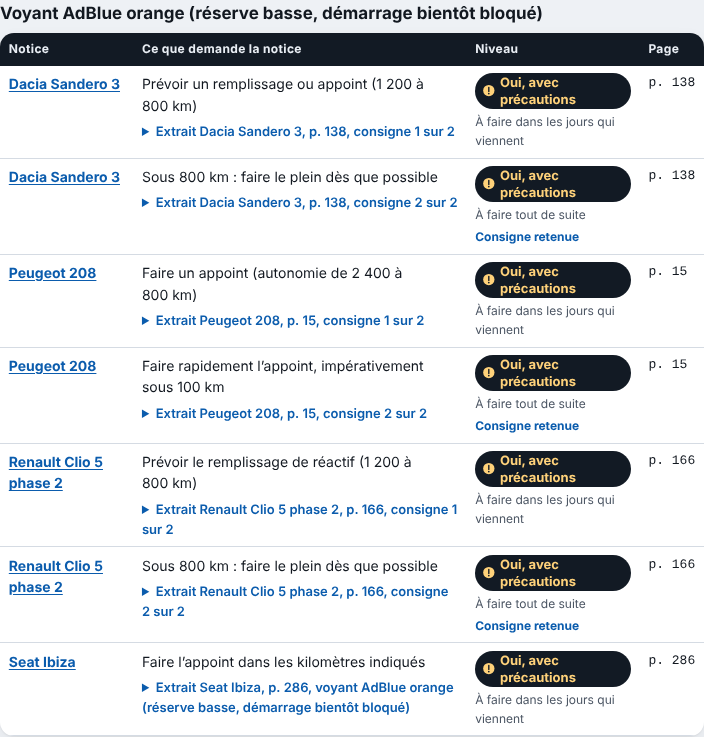 Voyant AdBlue orange (réserve basse, démarrage bientôt bloqué)
Notice Ce que demande la notice Niveau Page
Dacia Sandero 3
Prévoir un remplissage ou appoint (1 200 à
800 km)
▶ Extrait Dacia Sandero 3, p. 138, consigne 1 sur 2
Oui, avec
précautions
À faire dans les jours qui
viennent
p. 138
Dacia Sandero 3
Sous 800 km : faire le plein dès que possible
▶ Extrait Dacia Sandero 3, p. 138, consigne 2 sur 2
Oui, avec
précautions
À faire tout de suite
Consigne retenue
p. 138
Peugeot 208
Faire un appoint (autonomie de 2 400 à
800 km)
▶ Extrait Peugeot 208, p. 15, consigne 1 sur 2
Oui, avec
précautions
À faire dans les jours qui
viennent
p. 15
Peugeot 208
Faire rapidement l’appoint, impérativement
sous 100 km
▶ Extrait Peugeot 208, p. 15, consigne 2 sur 2
Oui, avec
précautions
À faire tout de suite
Consigne retenue
p. 15
Renault Clio 5
phase 2
Prévoir le remplissage de réactif (1 200 à
800 km)
▶ Extrait Renault Clio 5 phase 2, p. 166, consigne 1
sur 2
Oui, avec
précautions
À faire dans les jours qui
viennent
p. 166
Renault Clio 5
phase 2
Sous 800 km : faire le plein dès que possible
▶ Extrait Renault Clio 5 phase 2, p. 166, consigne
2 sur 2
Oui, avec
précautions
À faire tout de suite
Consigne retenue
p. 166
Seat Ibiza
Faire l’appoint dans les kilomètres indiqués
▶ Extrait Seat Ibiza, p. 286, voyant AdBlue orange
(réserve basse, démarrage bientôt bloqué)
Oui, avec
précautions
À faire dans les jours qui
viennent
p. 286